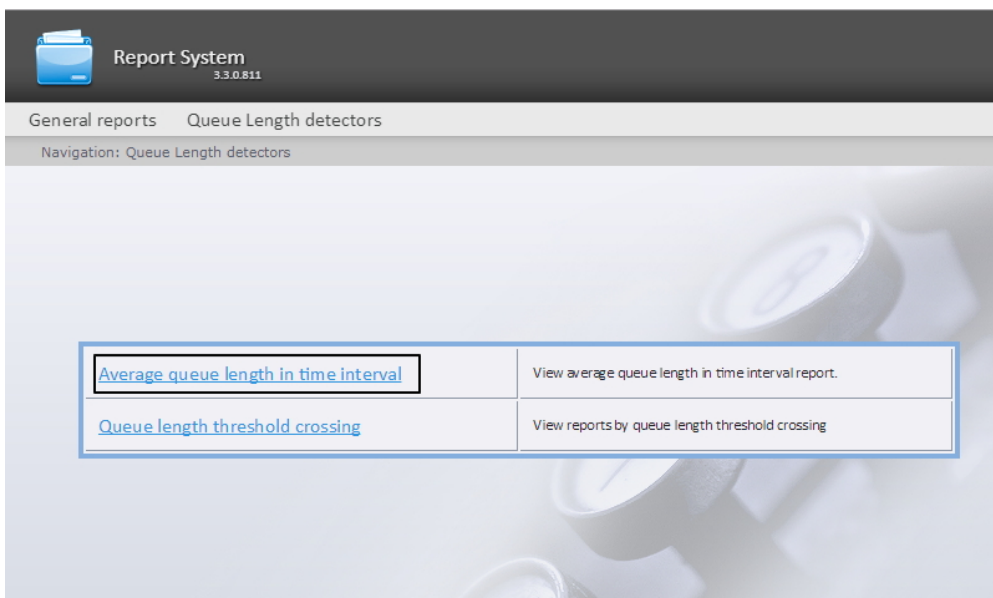 Report System
3.3.0.811
General reports Queue Length detectors
Navigation: Queue Length detectors
Average queue length in time interval View average queue length in time interval report.
Queue length threshold crossing View reports by queue length threshold crossing
8